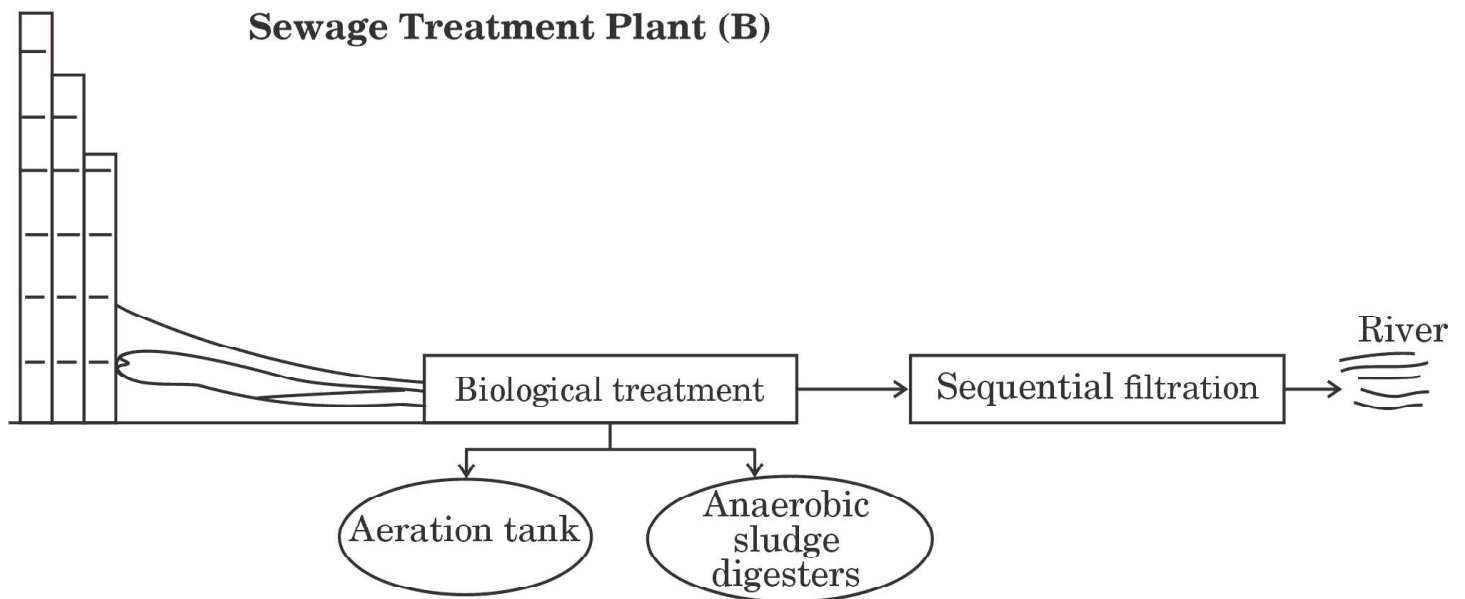 Sewage Treatment Plant (B)
River
Biological treatment
Sequential filtration
Aeration tank
Anaerobic
sludge
digesters